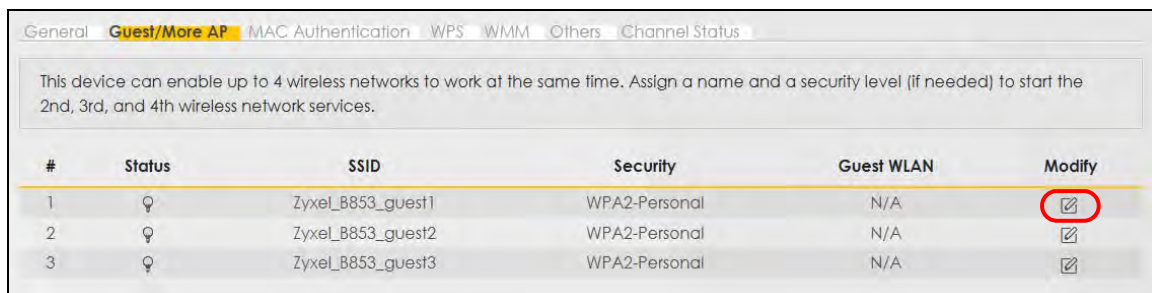 General Guest/More AP MAC Authentication WPS WMM Others Channel Status
This device can enable up to 4 wireless networks to work at the same time. Assign a name and a security level (if needed) to start the
2nd, 3rd, and 4th wireless network services.
# Status SSID Security Guest WLAN Modify
1 Zyxel_B853_guest1 WPA2-Personal N/A
2 Zyxel_B853_guest2 WPA2-Personal N/A
3 Zyxel_B853_guest3 WPA2-Personal N/A